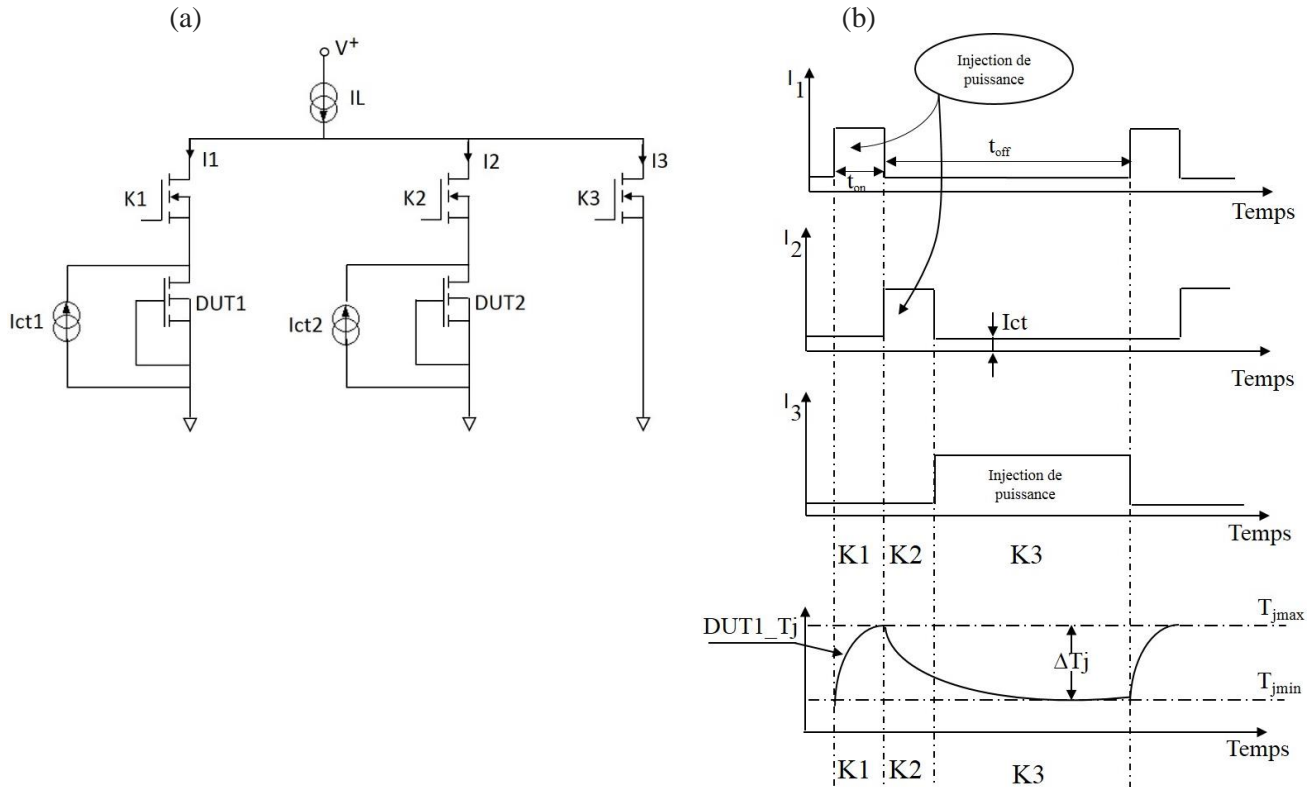 (a)
V+
IL
I1
I2
I3
K1
K2
K3
DUT1
DUT2
Ict1
Ict2
(b)
Injection de
puissance
I1
toff
ton
Temps
I2
Ict
Temps
I3
Injection de
puissance
Temps
K1
K2
K3
Tjmax
DUT1_Tj
ΔTj
Tjmin
Temps
K1
K2
K3